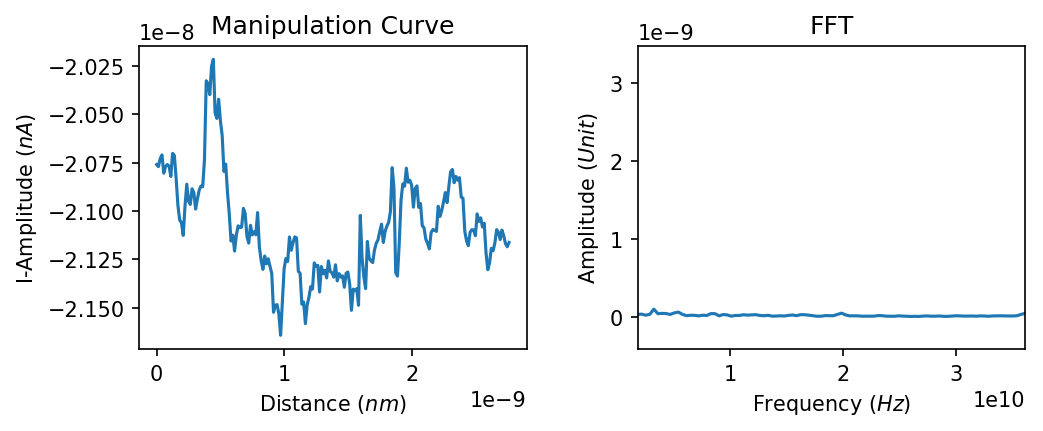 Manipulation Curve
1e−8
−2.025
−2.050
−2.075
−2.100
−2.125
−2.150
I-Amplitude (nA)
0 1 2
Distance (nm)
1e−9
FFT
1e−9
3
2
1
0
Amplitude (Unit)
1 2 3
Frequency (Hz)
1e10